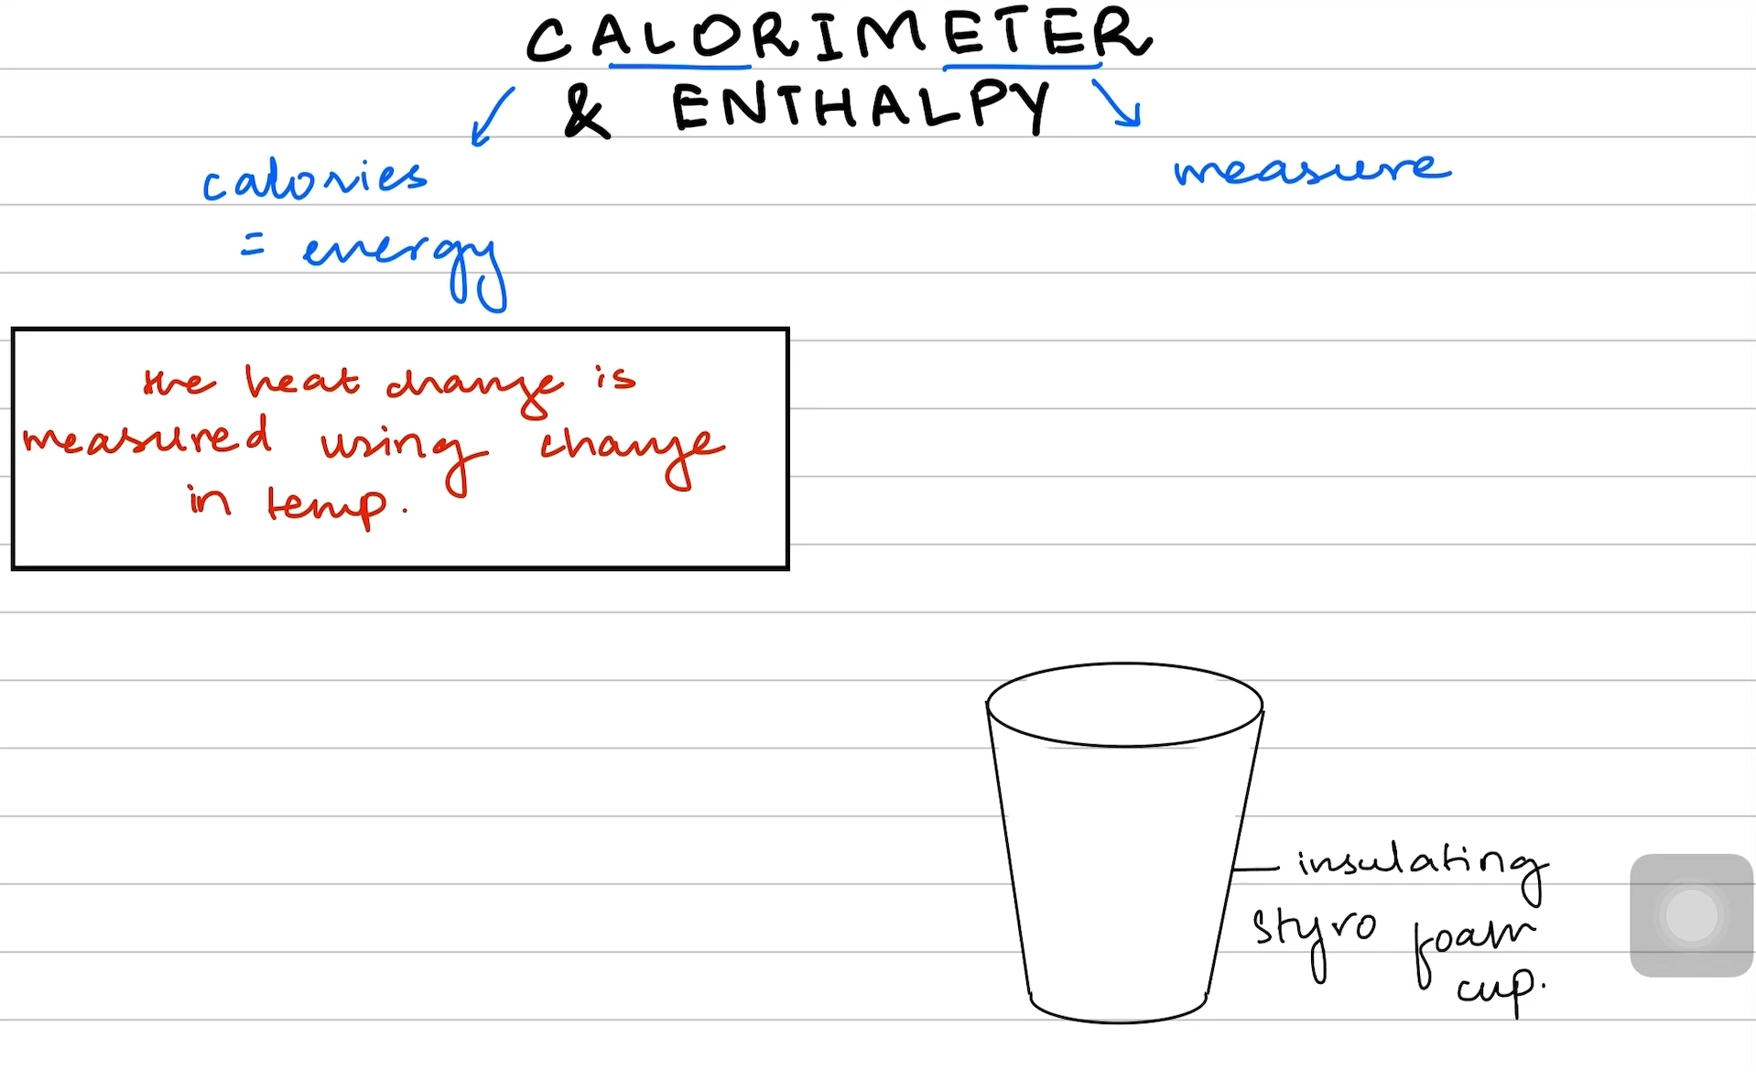 CALORIMETER
& ENTHALPY
calories
= energy
measure
the heat change is
measured using change
in temp.
insulating
styro foam
cup.